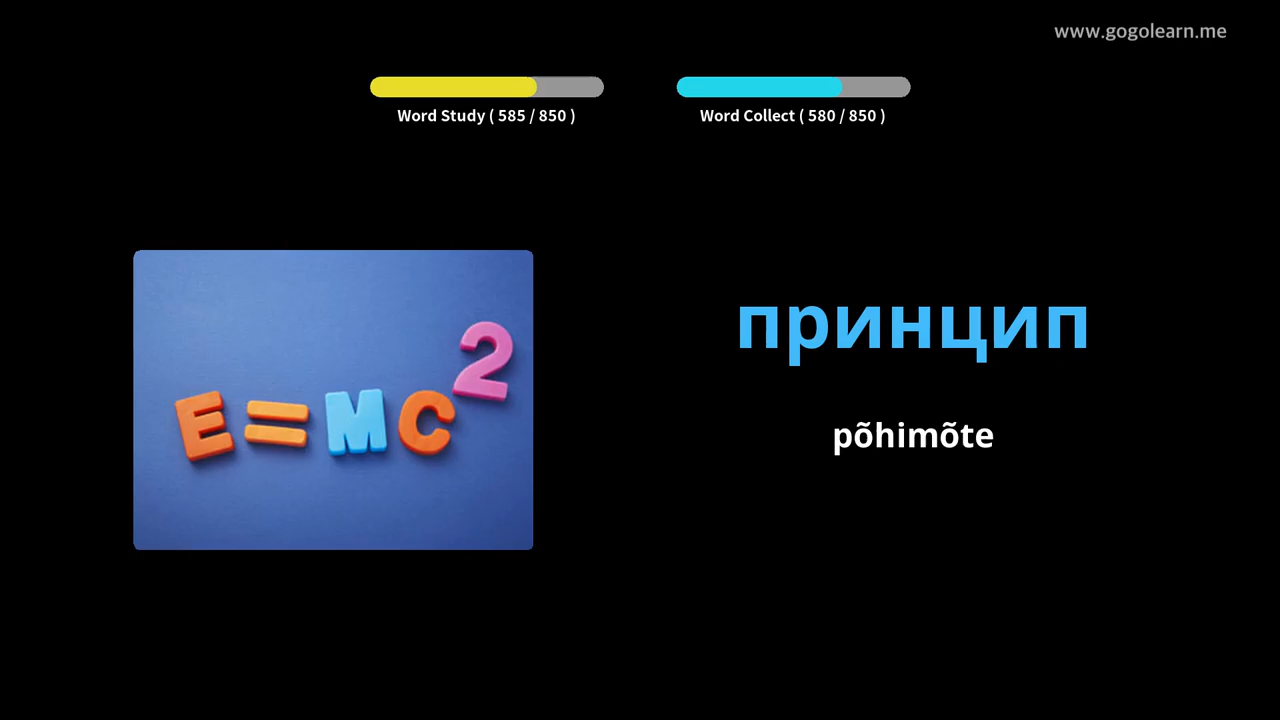 www.gogolearn.me
Word Study ( 585 / 850 )
Word Collect ( 580 / 850 )
E=MC2
принцип
põhimõte